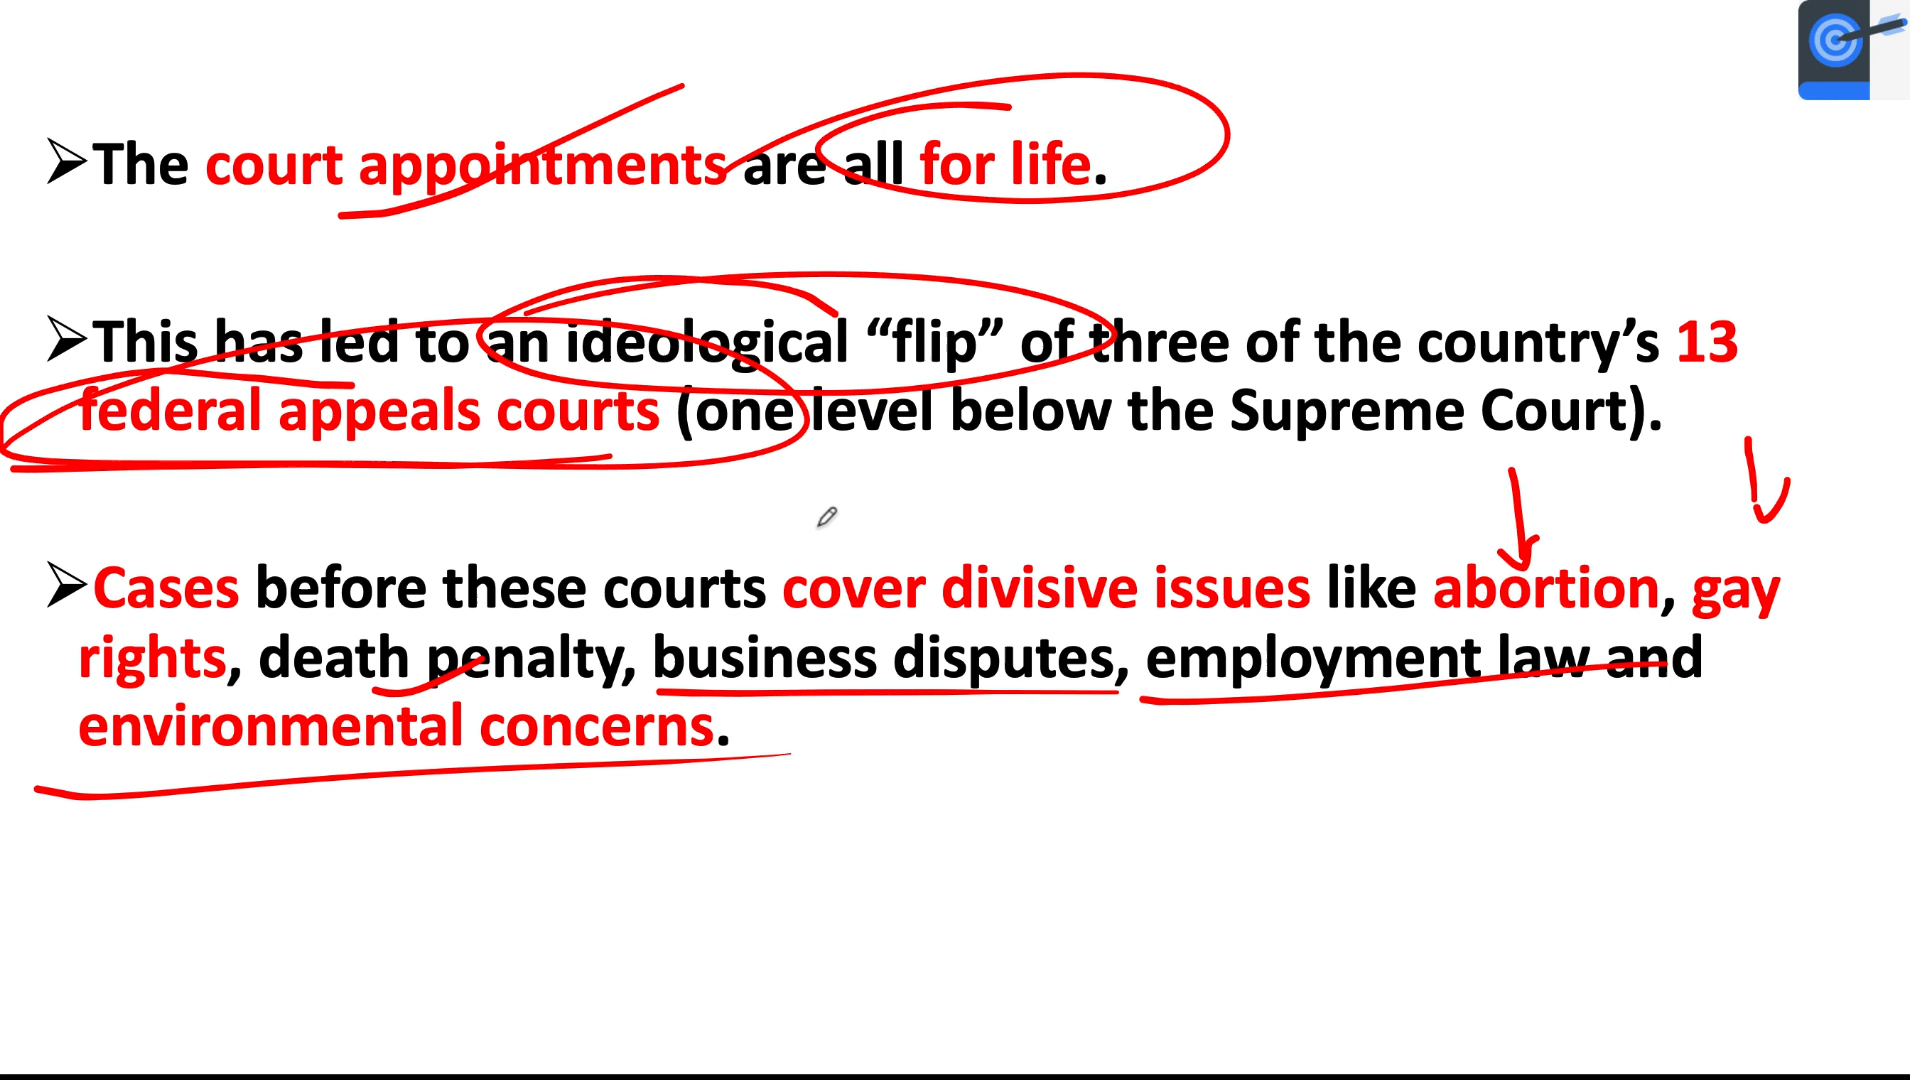 ➢The court appointments are all for life.
➢This has led to an ideological “flip” of three of the country’s 13
federal appeals courts (one level below the Supreme Court).
➢Cases before these courts cover divisive issues like abortion, gay
rights, death penalty, business disputes, employment law and
environmental concerns.